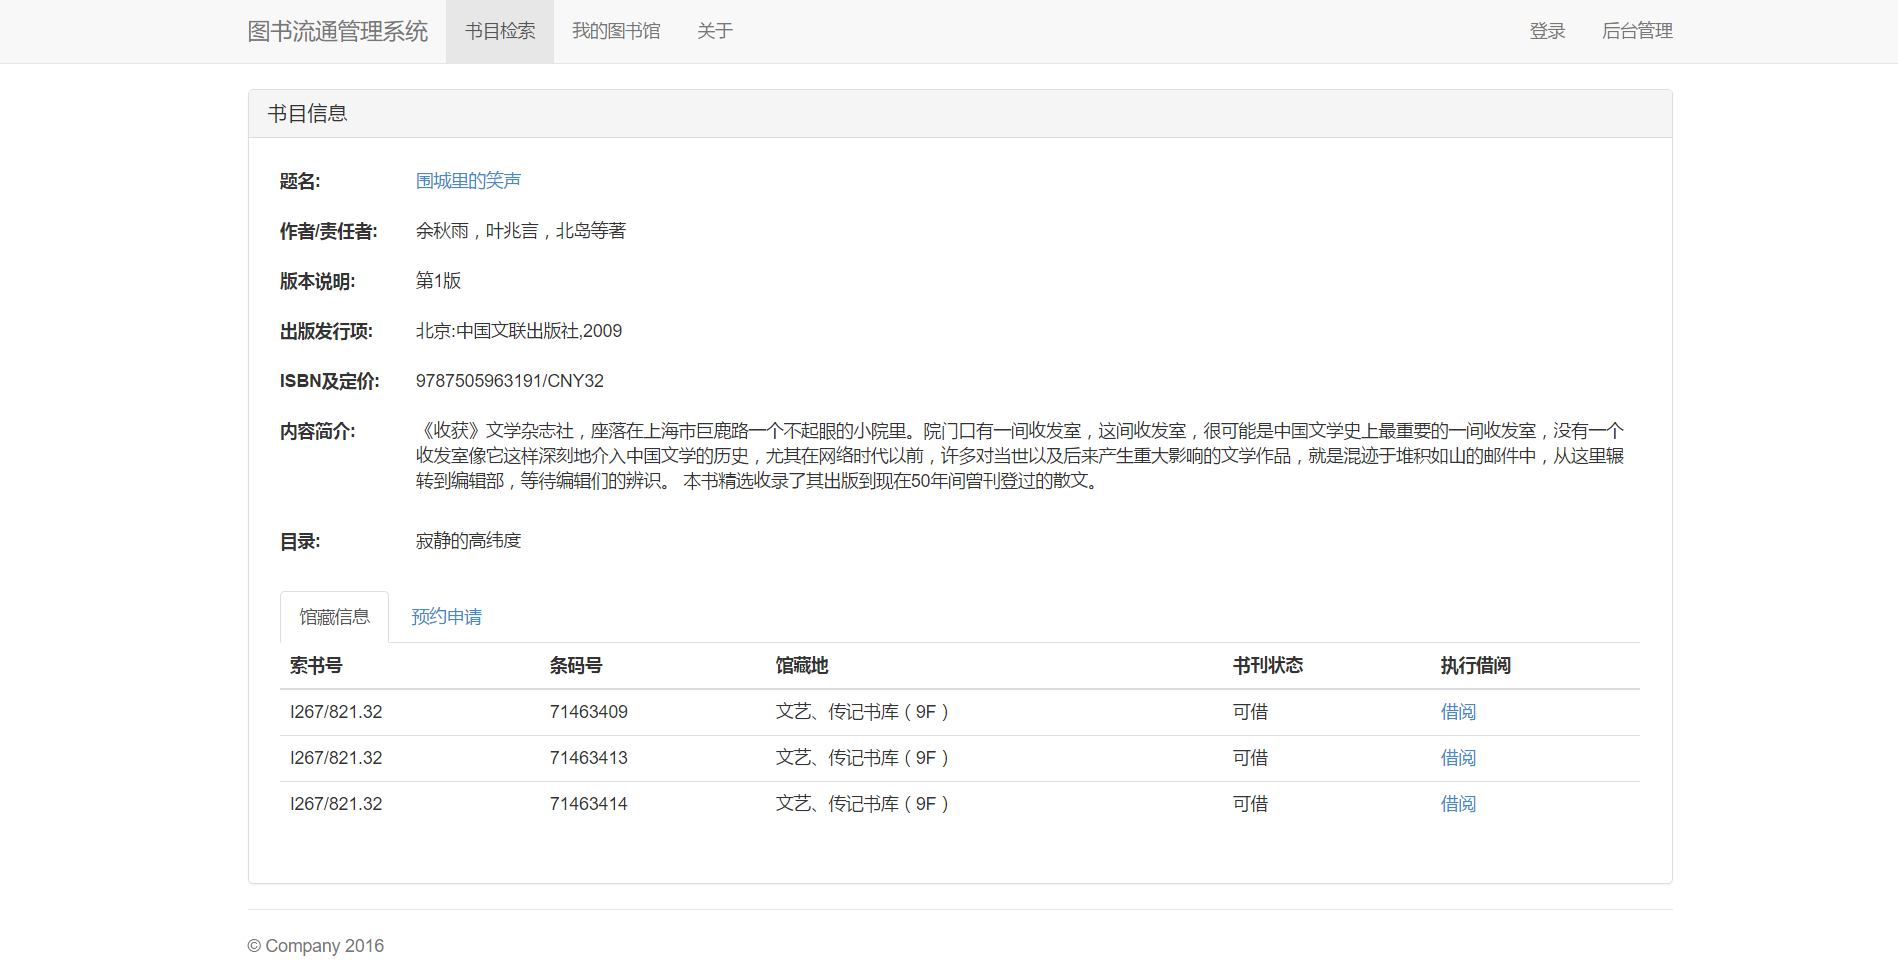 图书流通管理系统 书目检索 我的图书馆 关于 登录 后台管理
书目信息
题名: 围城里的笑声
作者/责任者: 余秋雨，叶兆言，北岛等著
版本说明: 第1版
出版发行项: 北京:中国文联出版社,2009
ISBN及定价: 9787505963191/CNY32
内容简介: 《收获》文学杂志社，座落在上海市巨鹿路一个不起眼的小院里。院门口有一间收发室，这间收发室，很可能是中国文学史上最重要的一间收发室，没有一个
收发室像它这样深刻地介入中国文学的历史，尤其在网络时代以前，许多对当世以及后来产生重大影响的文学作品，就是混迹于堆积如山的邮件中，从这里辗
转到编辑部，等待编辑们的辨识。 本书精选收录了其出版到现在50年间曾刊登过的散文。
目录: 寂静的高纬度
馆藏信息 预约申请
索书号 条码号 馆藏地 书刊状态 执行借阅
I267/821.32 71463409 文艺、传记书库（9F） 可借 借阅
I267/821.32 71463413 文艺、传记书库（9F） 可借 借阅
I267/821.32 71463414 文艺、传记书库（9F） 可借 借阅
© Company 2016